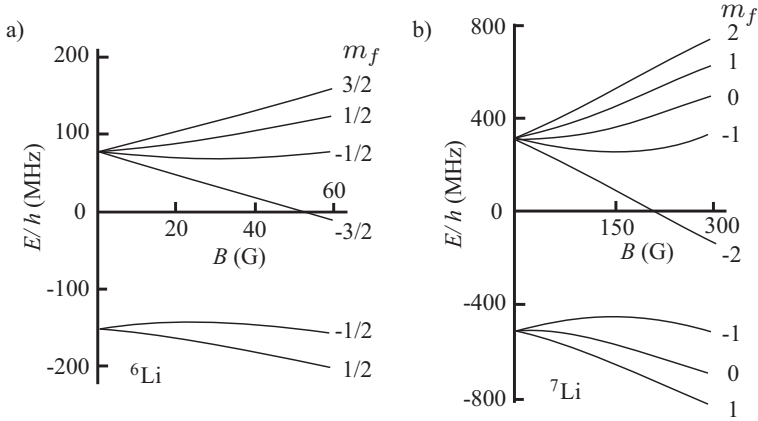 a)
200
100
0
-100
-200
E/h (MHz)
20
40
60
B (G)
m_f
3/2
1/2
-1/2
-3/2
-1/2
1/2
⁶Li
b)
800
400
0
-400
-800
E/h (MHz)
150
300
B (G)
m_f
2
1
0
-1
-2
-1
0
1
⁷Li